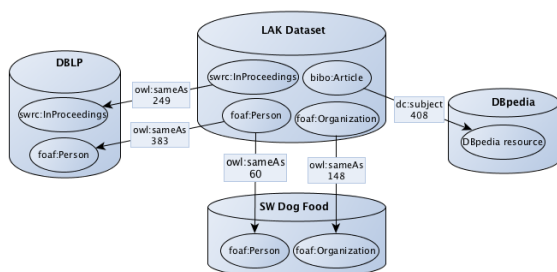 LAK Dataset
DBLP
owl:sameAs
249
swrc:InProceedings
bibo:Article
swrc:InProceedings
foaf:Person
foaf:Organization
dc:subject
408
DBpedia
DBpedia resource
owl:sameAs
383
foaf:Person
owl:sameAs
60
owl:sameAs
148
SW Dog Food
foaf:Person
foaf:Organization